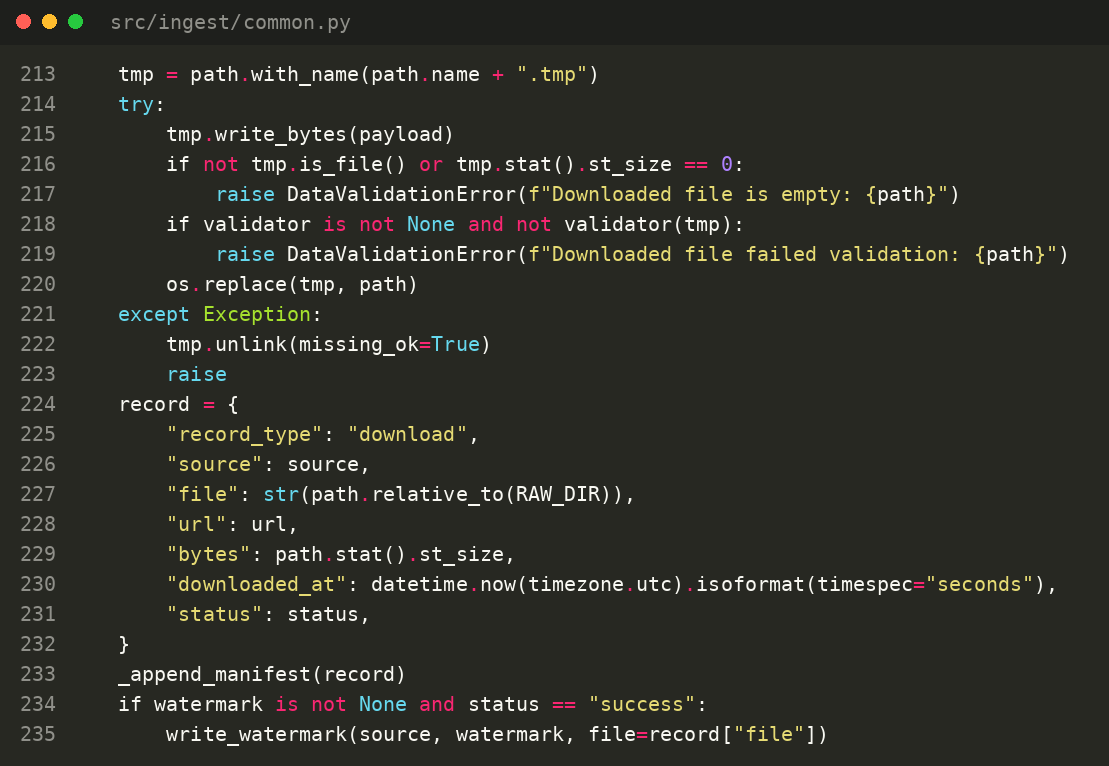 src/ingest/common.py
213     tmp = path.with_name(path.name + ".tmp")
214     try:
215         tmp.write_bytes(payload)
216         if not tmp.is_file() or tmp.stat().st_size == 0:
217             raise DataValidationError(f"Downloaded file is empty: {path}")
218         if validator is not None and not validator(tmp):
219             raise DataValidationError(f"Downloaded file failed validation: {path}")
220         os.replace(tmp, path)
221     except Exception:
222         tmp.unlink(missing_ok=True)
223         raise
224     record = {
225         "record_type": "download",
226         "source": source,
227         "file": str(path.relative_to(RAW_DIR)),
228         "url": url,
229         "bytes": path.stat().st_size,
230         "downloaded_at": datetime.now(timezone.utc).isoformat(timespec="seconds"),
231         "status": status,
232     }
233     _append_manifest(record)
234     if watermark is not None and status == "success":
235         write_watermark(source, watermark, file=record["file"])